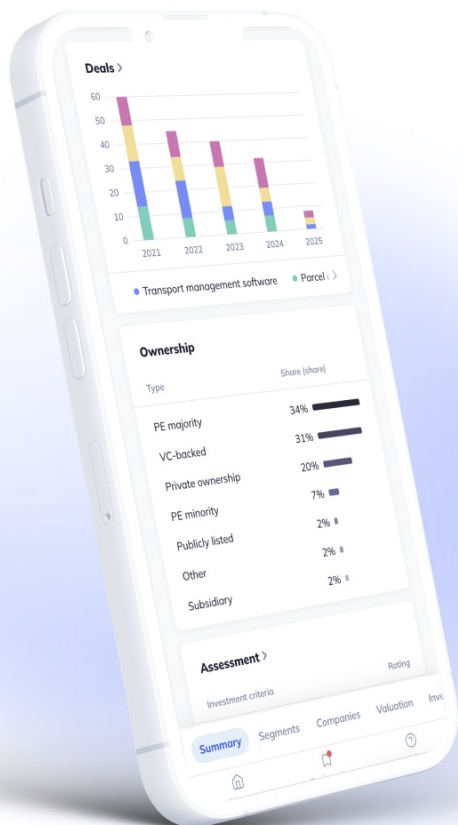 Deals >
60
50
40
30
20
10
0
2021 2022 2023 2024 2025
Transport management software Parcel
Ownership
Type Share (share)
PE majority 34%
VC-backed 31%
Private ownership 20%
PE minority 7%
Publicly listed 2%
Other 2%
Subsidiary 2%
Assessment >
Investment criteria Rating
Summary Segments Companies Valuation Inve